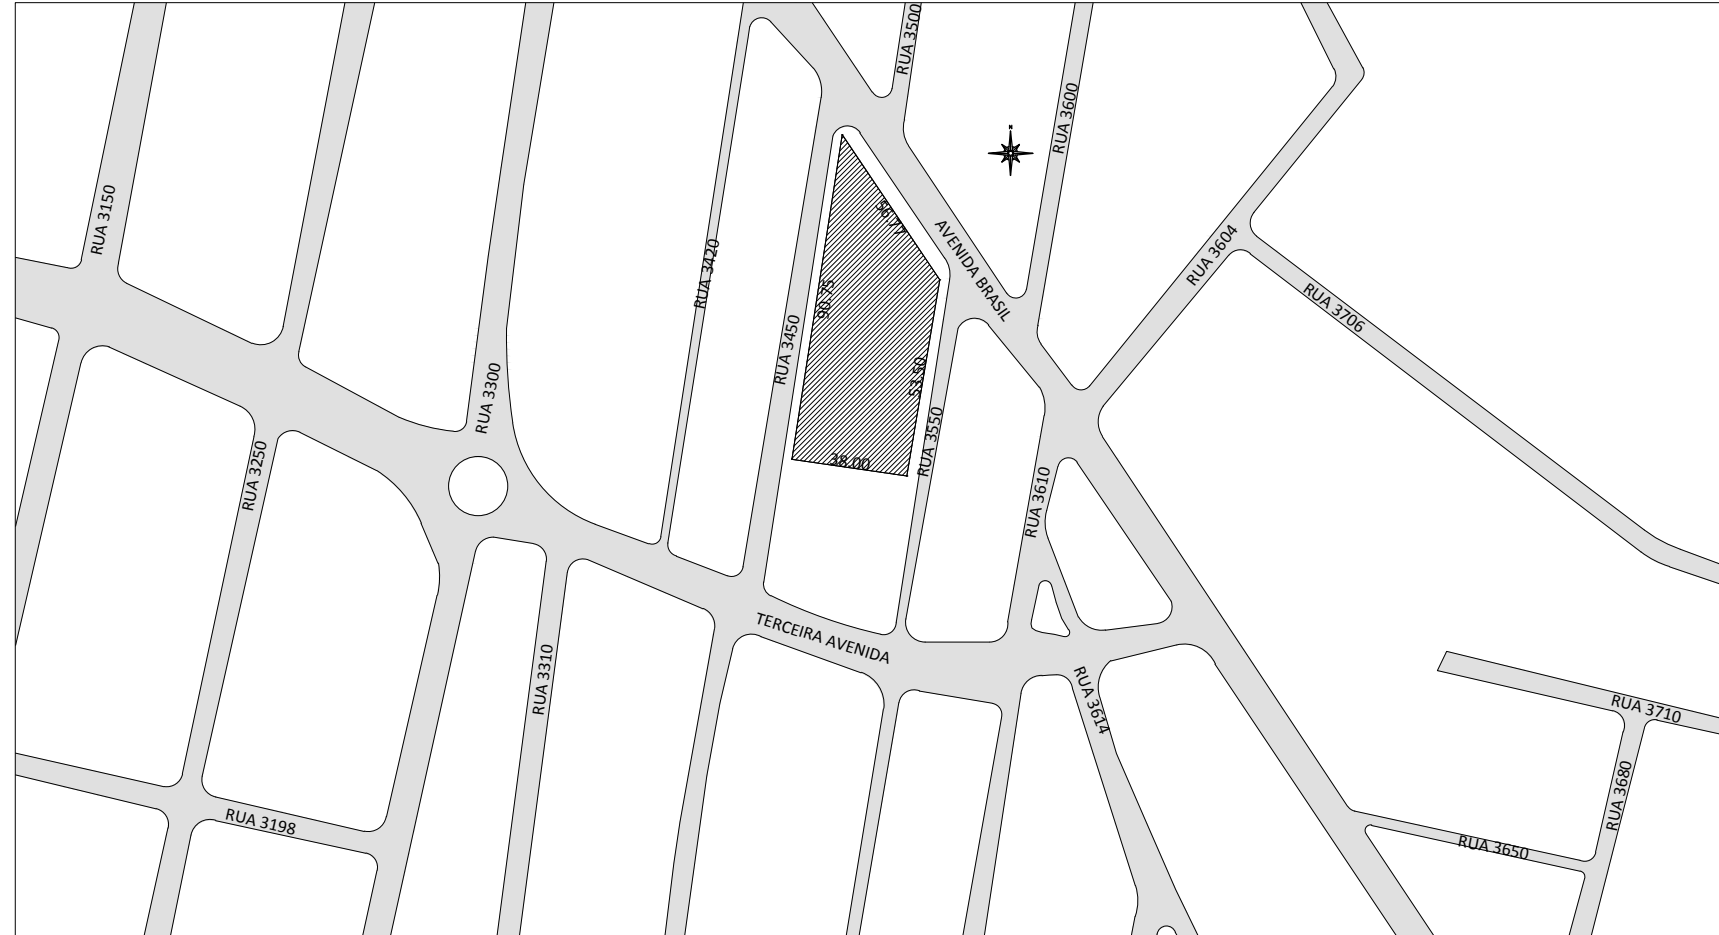 RUA 3500
RUA 3600
RUA 3150
56.77
RUA 3420
AVENIDA BRASIL
RUA 3604
RUA 3706
90.75
RUA 3450
53.50
RUA 3300
RUA 3550
RUA 3250
38.00
RUA 3610
TERCEIRA AVENIDA
RUA 3310
RUA 3614
RUA 3710
RUA 3680
RUA 3198
RUA 3650